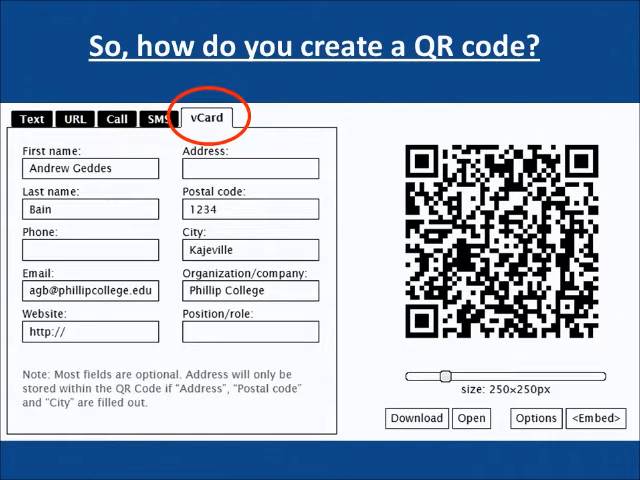 So, how do you create a QR code?
Text URL Call SMS vCard
First name: Address:
Andrew Geddes
Last name: Postal code:
Bain 1234
Phone: City:
Kajeville
Email: Organization/company:
agb@phillipcollege.edu Phillip College
Website: Position/role:
http://
Note: Most fields are optional. Address will only be
stored within the QR Code if “Address”, “Postal code”
and “City” are filled out.
size: 250×250px
Download Open Options <Embed>